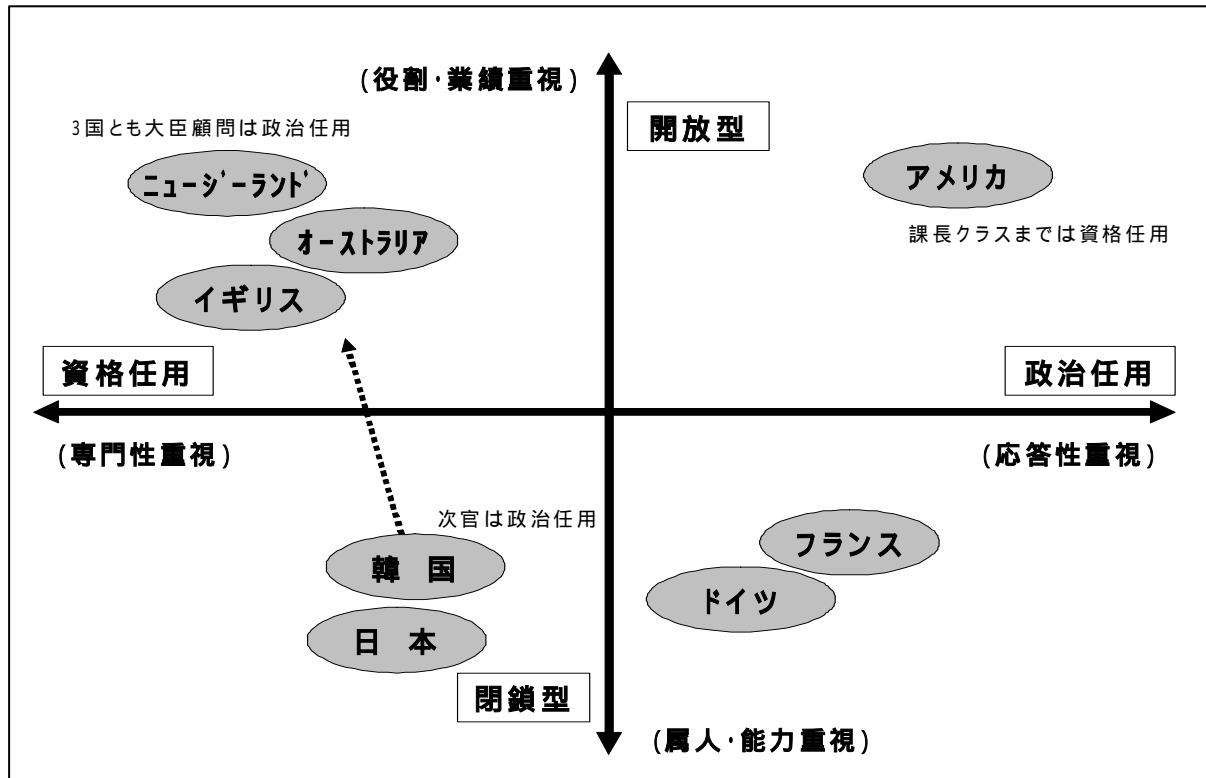 (役割･業績重視)
開放型
3国とも大臣顧問は政治任用
ﾆｭｰｼﾞｰﾗﾝﾄﾞ
アメリカ
オーストラリア
課長クラスまでは資格任用
イギリス
資格任用
政治任用
(専門性重視)
(応答性重視)
次官は政治任用
フランス
韓 国
ドイツ
日 本
閉鎖型
(属人･能力重視)